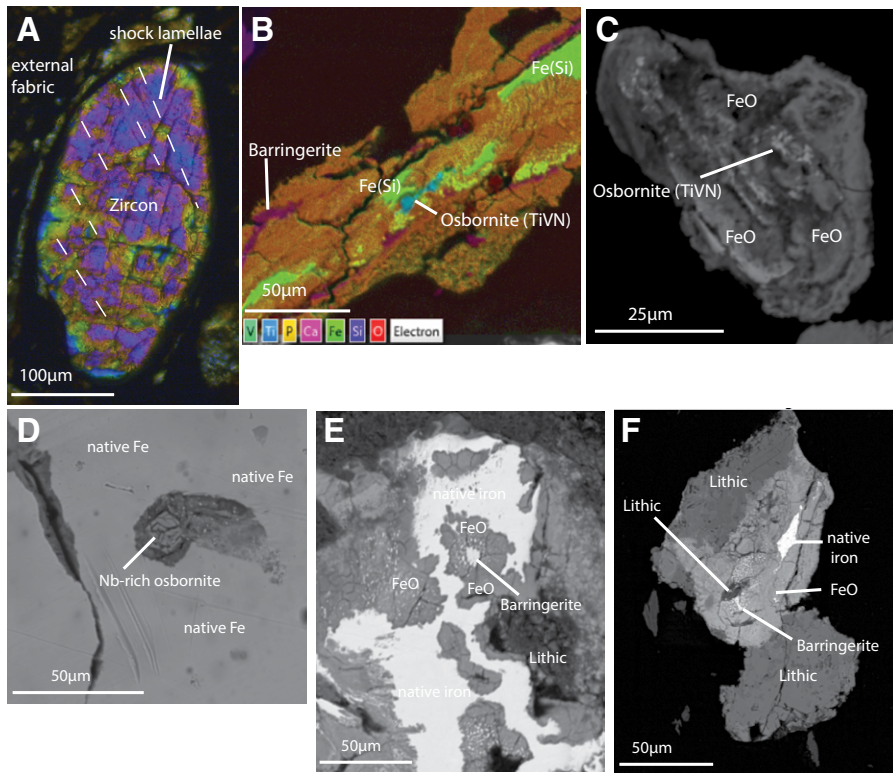 A
shock lamellae
external
fabric
Zircon
100µm
B
Fe(Si)
Barringerite
Fe(Si)
Osbornite (TiVN)
50µm
V Ti P Ca Fe Si O Electron
C
FeO
Osbornite (TiVN)
FeO
FeO
25µm
D
native Fe
native Fe
Nb-rich osbornite
native Fe
50µm
E
native iron
FeO
FeO
FeO
Barringerite
Lithic
native iron
50µm
F
Lithic
Lithic
native
iron
FeO
Barringerite
Lithic
50µm